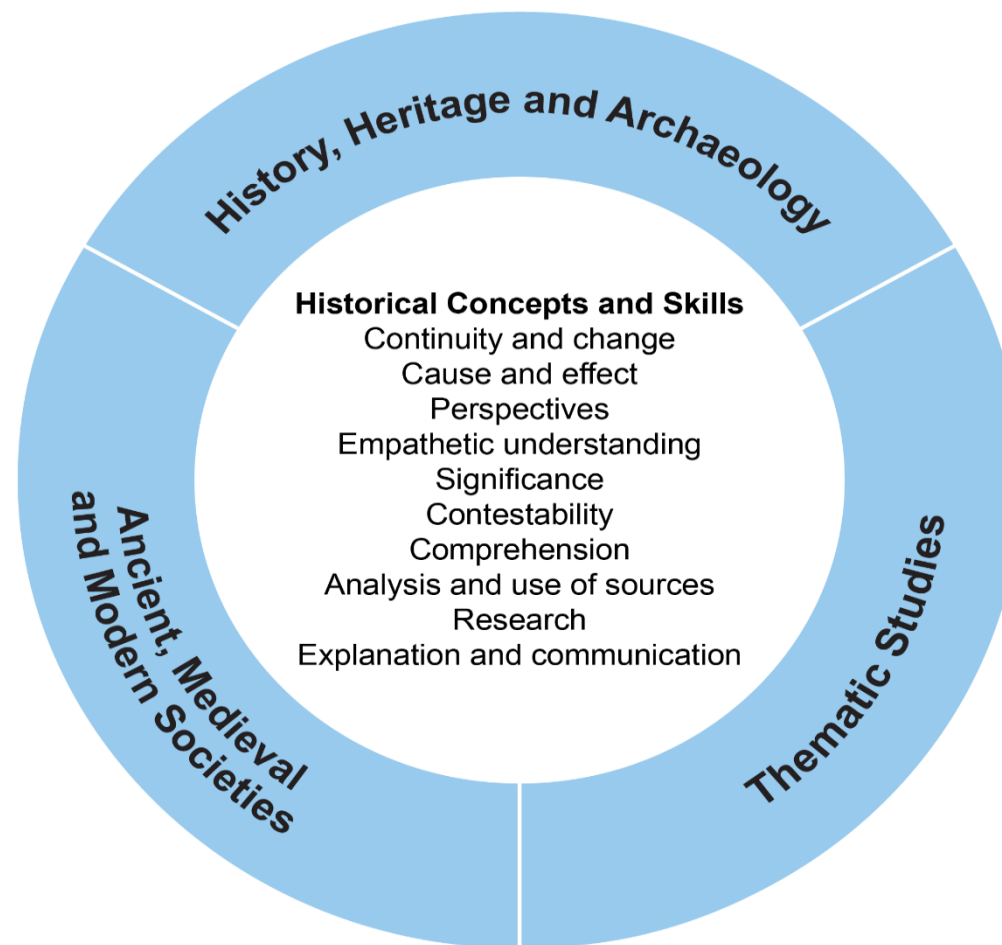 History, Heritage and Archaeology
Historical Concepts and Skills
Continuity and change
Cause and effect
Perspectives
Empathetic understanding
Significance
Contestability
Comprehension
Analysis and use of sources
Research
Explanation and communication
Ancient, Medieval
and Modern Societies
Thematic Studies